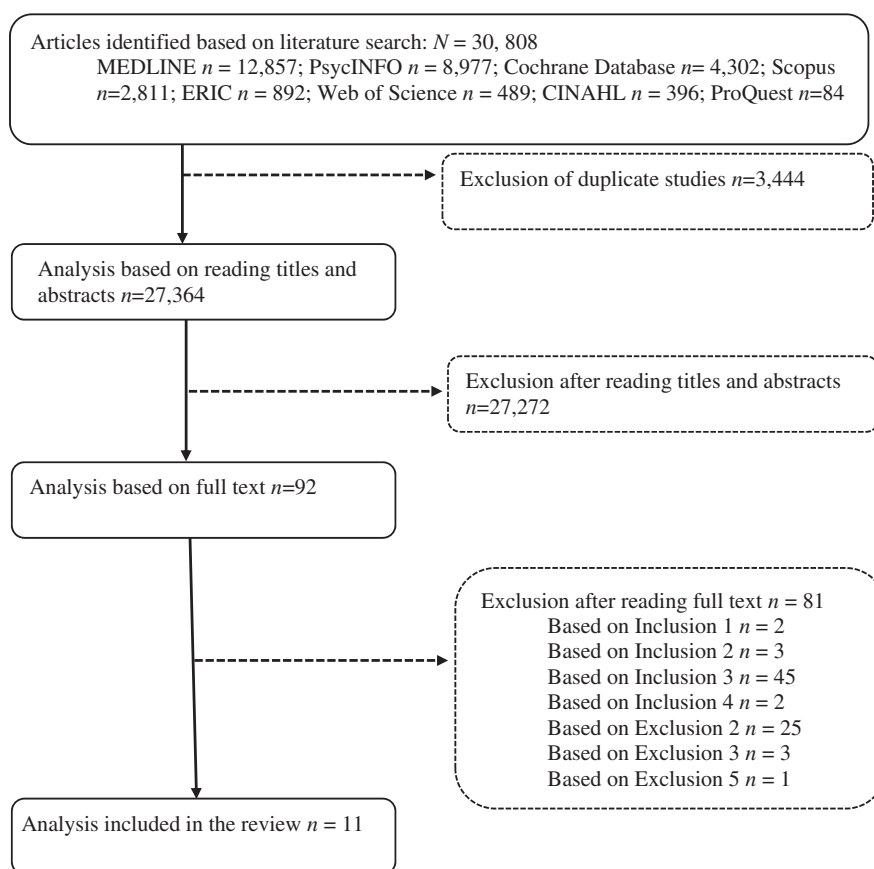 Articles identified based on literature search: N = 30, 808
MEDLINE n = 12,857; PsycINFO n = 8,977; Cochrane Database n= 4,302; Scopus
n=2,811; ERIC n = 892; Web of Science n = 489; CINAHL n = 396; ProQuest n=84
Exclusion of duplicate studies n=3,444
Analysis based on reading titles and
abstracts n=27,364
Exclusion after reading titles and abstracts
n=27,272
Analysis based on full text n=92
Exclusion after reading full text n = 81
Based on Inclusion 1 n = 2
Based on Inclusion 2 n = 3
Based on Inclusion 3 n = 45
Based on Inclusion 4 n = 2
Based on Exclusion 2 n = 25
Based on Exclusion 3 n = 3
Based on Exclusion 5 n = 1
Analysis included in the review n = 11